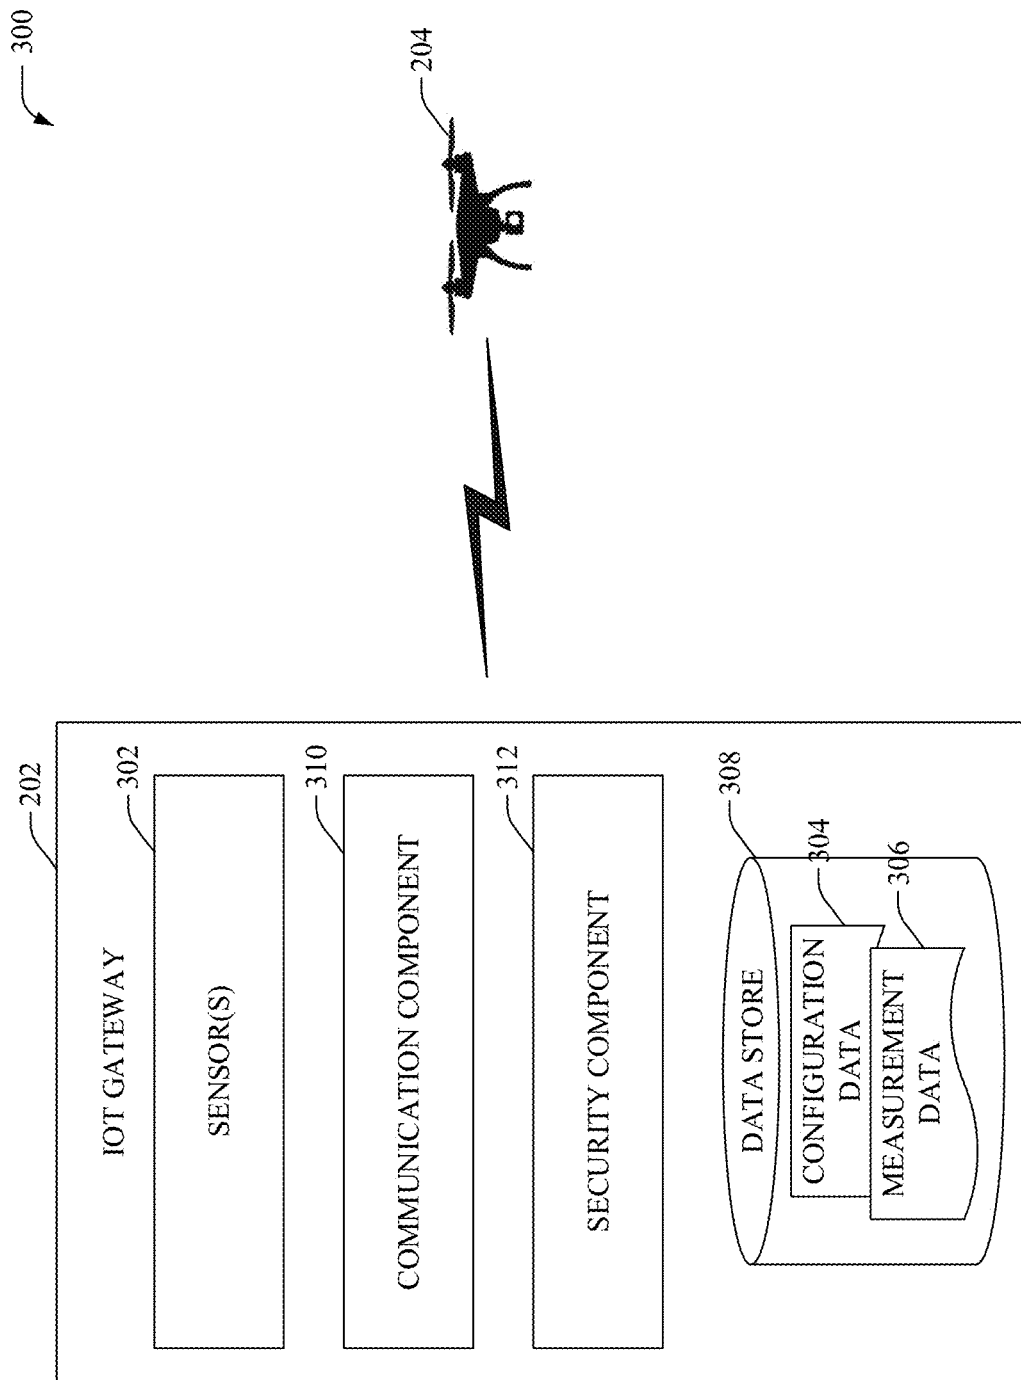 300
202
IOT GATEWAY
302
SENSOR(S)
204
310
COMMUNICATION COMPONENT
312
SECURITY COMPONENT
308
DATA STORE
304
CONFIGURATION
DATA
306
MEASUREMENT
DATA